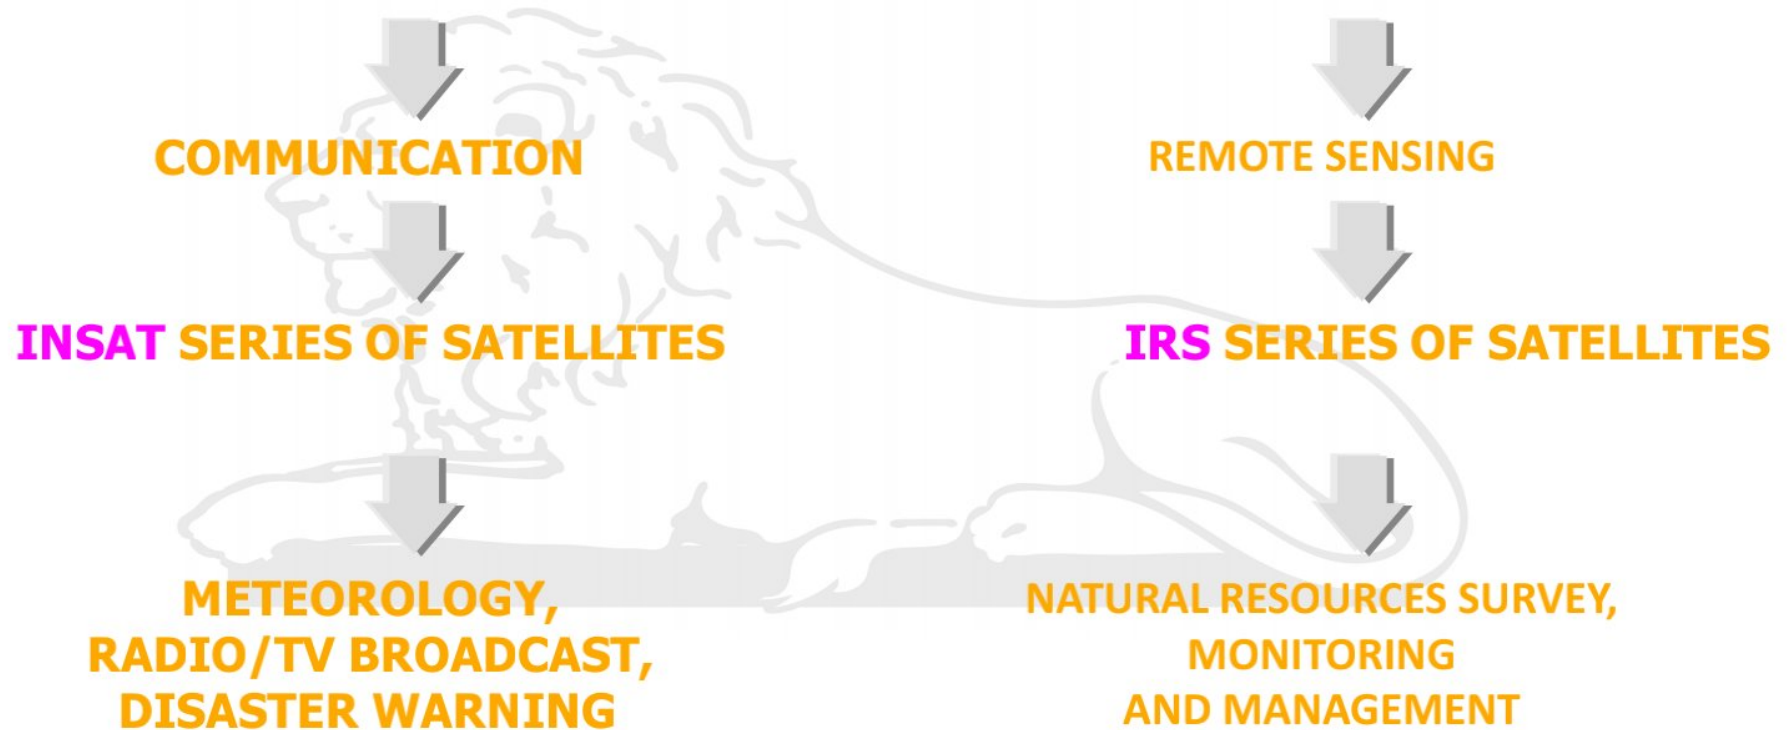 COMMUNICATION
INSAT SERIES OF SATELLITES
METEOROLOGY,
RADIO/TV BROADCAST,
DISASTER WARNING
REMOTE SENSING
IRS SERIES OF SATELLITES
NATURAL RESOURCES SURVEY,
MONITORING
AND MANAGEMENT